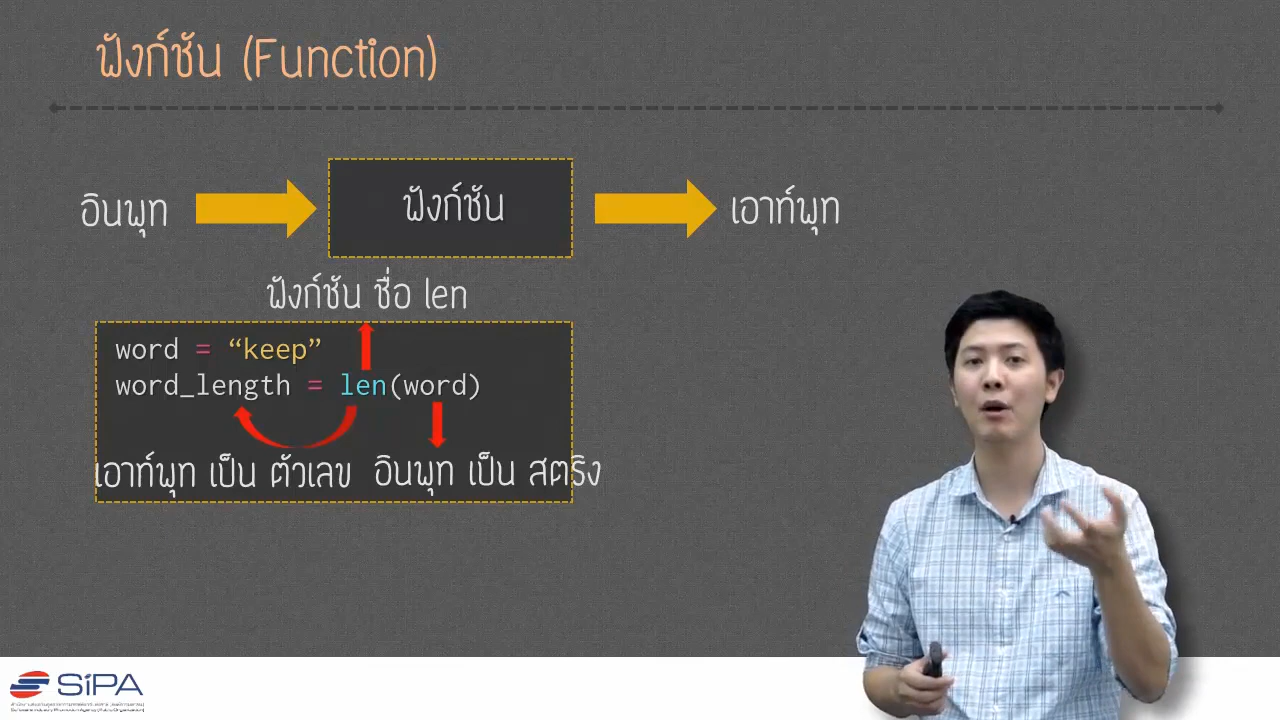 ฟังก์ชัน (Function)
อินพุท
ฟังก์ชัน
เอาท์พุท
ฟังก์ชัน ชื่อ len
word = “keep”
word_length = len(word)
เอาท์พุท เป็น ตัวเลข
อินพุท เป็น สตริง
SiPA